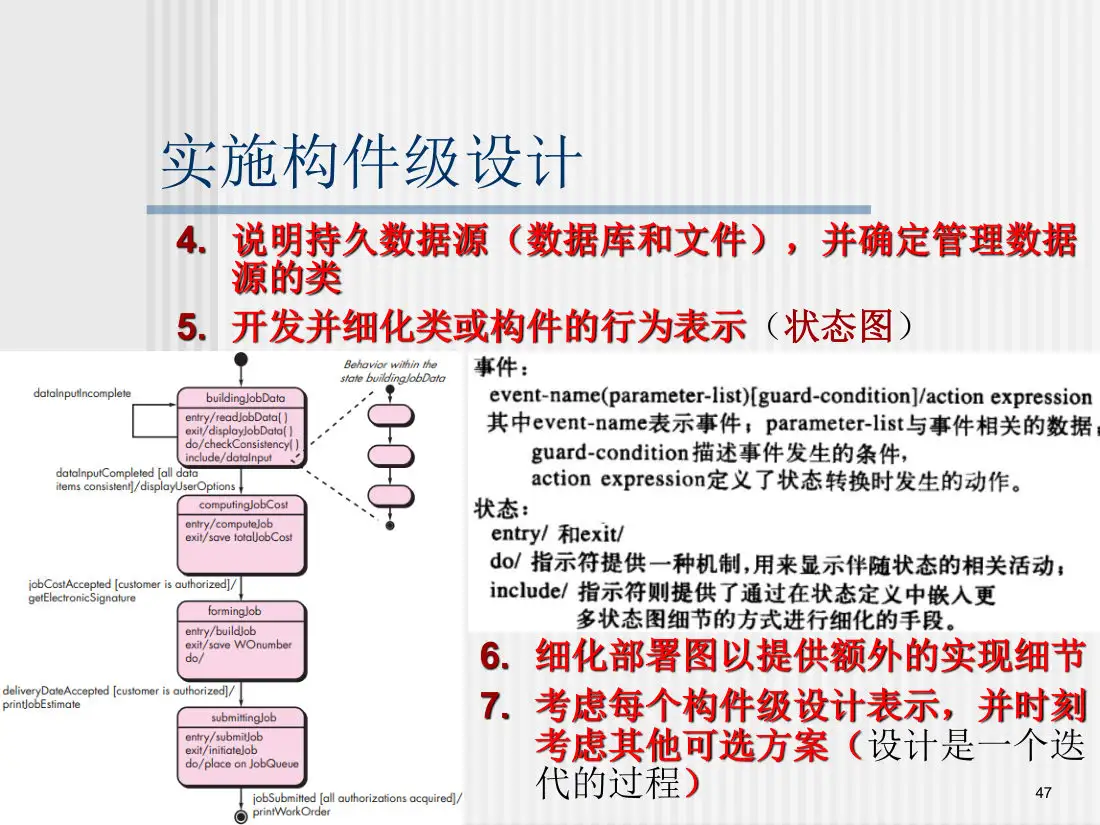 实施构件级设计
4. 说明持久数据源（数据库和文件），并确定管理数据
源的类
5. 开发并细化类或构件的行为表示（状态图）
dataInputIncomplete
buildingJobData
entry/readJobData( )
exit/displayJobData( )
do/checkConsistency( )
include/dataInput
Behavior within the
state buildingJobData
dataInputCompleted [all data
items consistent]/displayUserOptions
computingJobCost
entry/computeJob
exit/save totalJobCost
jobCostAccepted [customer is authorized]/
getElectronicSignature
formingJob
entry/buildJob
exit/save WOnumber
do/
deliveryDateAccepted [customer is authorized]/
printJobEstimate
submittingJob
entry/submitJob
exit/initiateJob
do/place on JobQueue
jobSubmitted [all authorizations acquired]/
printWorkOrder
事件：
event-name(parameter-list)[guard-condition]/action expression
其中event-name表示事件；parameter-list与事件相关的数据；
guard-condition描述事件发生的条件，
action expression定义了状态转换时发生的动作。
状态：
entry/ 和exit/
do/ 指示符提供一种机制,用来显示伴随状态的相关活动；
include/ 指示符则提供了通过在状态定义中嵌入更
多状态图细节的方式进行细化的手段。
6. 细化部署图以提供额外的实现细节
7. 考虑每个构件级设计表示，并时刻
考虑其他可选方案（设计是一个迭
代的过程）
47